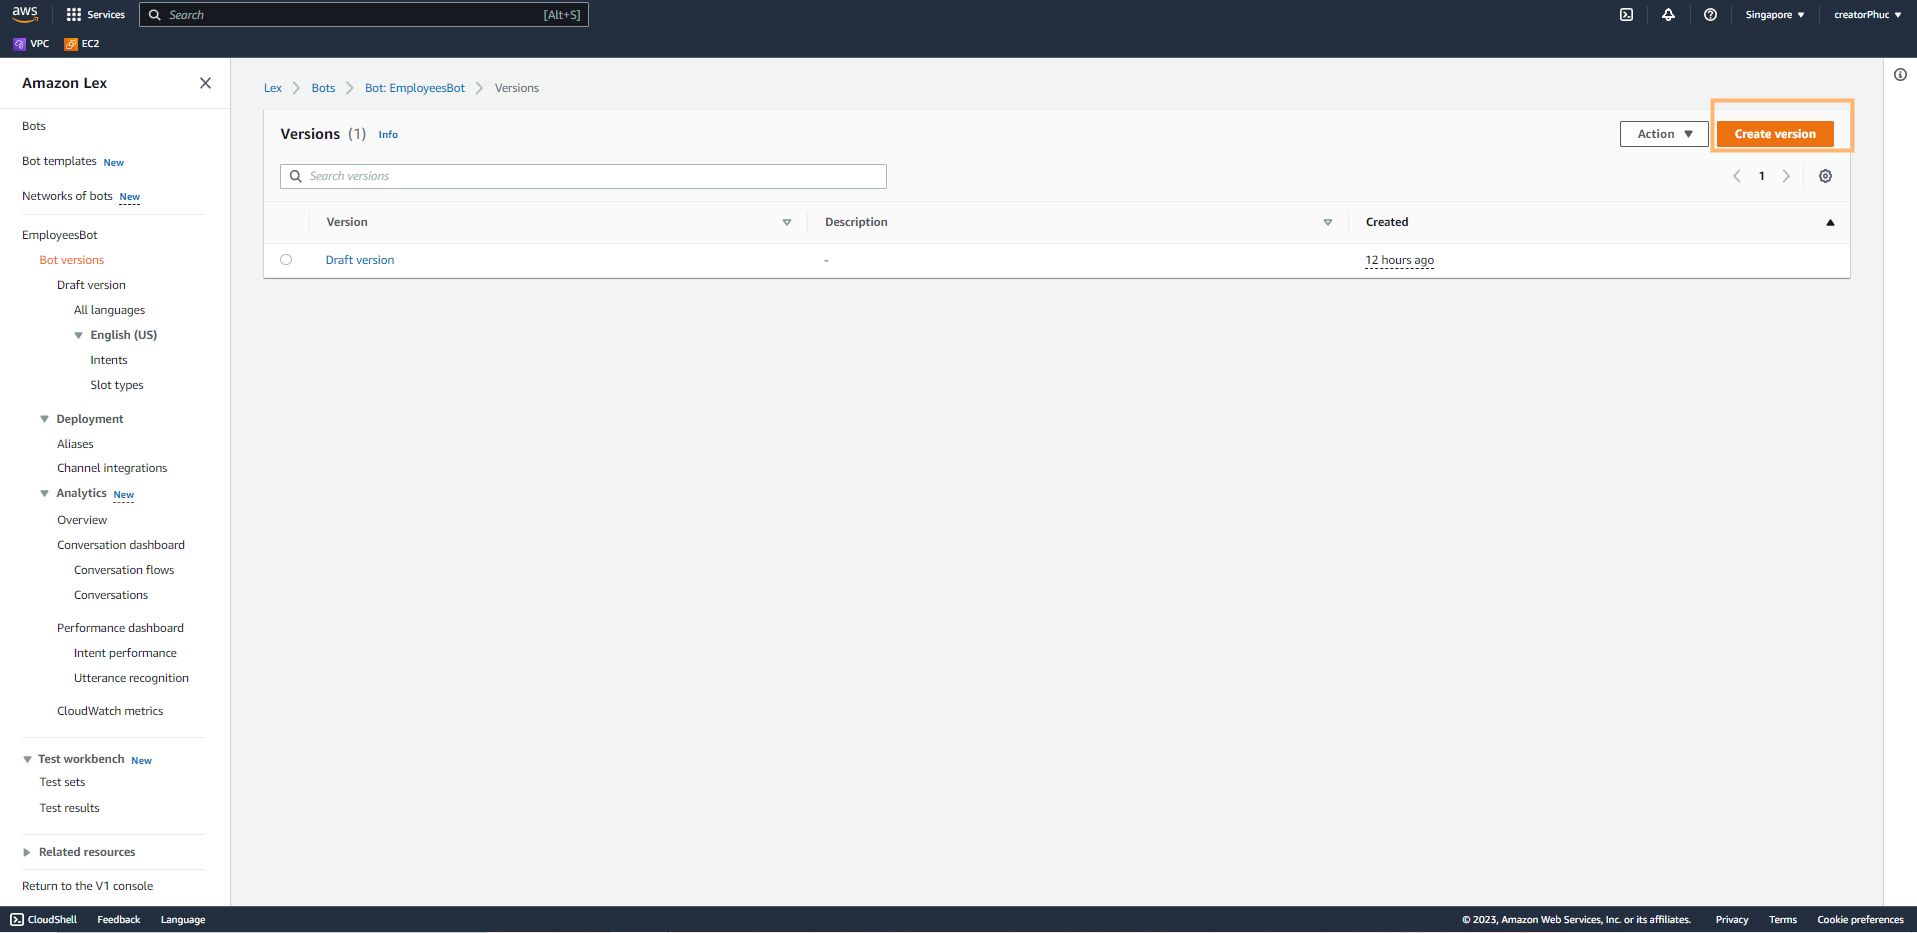 aws
Services
Search
[Alt+S]
Singapore
creatorPhuc
VPC
EC2
Amazon Lex
Bots
Bot templates New
Networks of bots New
EmployeesBot
Bot versions
Draft version
All languages
English (US)
Intents
Slot types
Deployment
Aliases
Channel integrations
Analytics New
Overview
Conversation dashboard
Conversation flows
Conversations
Performance dashboard
Intent performance
Utterance recognition
CloudWatch metrics
Test workbench New
Test sets
Test results
Related resources
Return to the V1 console
Lex > Bots > Bot: EmployeesBot > Versions
Versions (1) Info
Action
Create version
Search versions
1
Version Description Created
Draft version - 12 hours ago
CloudShell Feedback Language
© 2023, Amazon Web Services, Inc. or its affiliates. Privacy Terms Cookie preferences